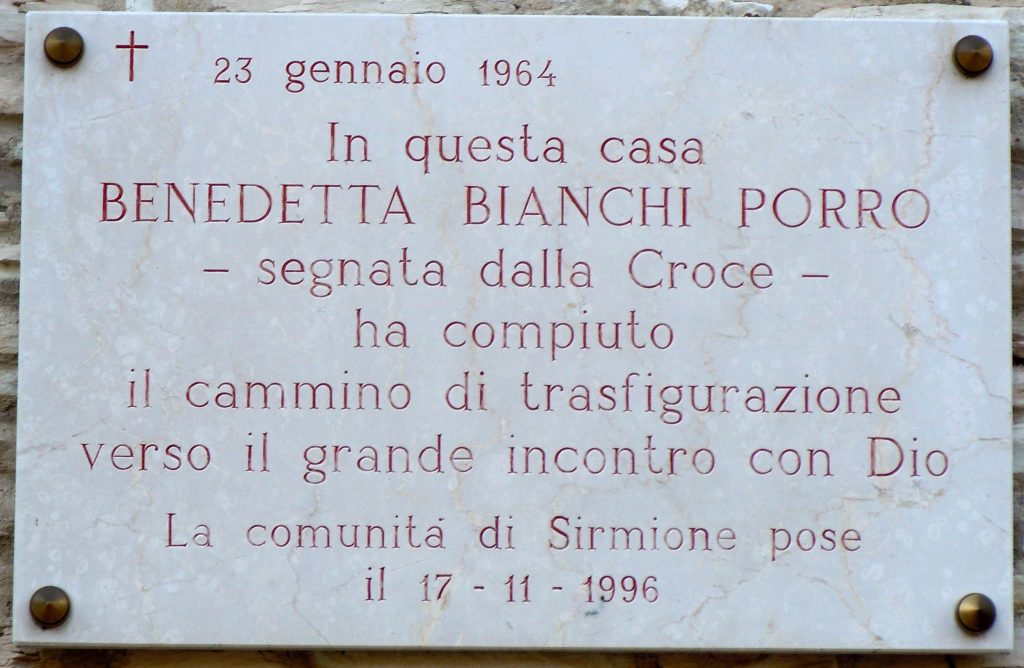 † 23 gennaio 1964
In questa casa
BENEDETTA BIANCHI PORRO
– segnata dalla Croce –
ha compiuto
il cammino di trasfigurazione
verso il grande incontro con Dio
La comunitá di Sirmione pose
il 17 - 11 - 1996